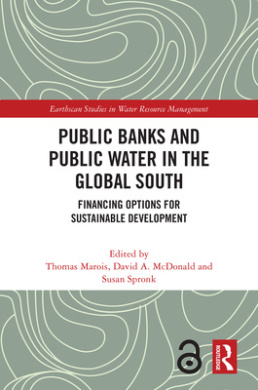 Earthscan Studies in Water Resource Management
PUBLIC BANKS AND
PUBLIC WATER IN THE
GLOBAL SOUTH
FINANCING OPTIONS FOR
SUSTAINABLE DEVELOPMENT
Edited by
Thomas Marois, David A. McDonald and
Susan Spronk
ROUTLEDGE